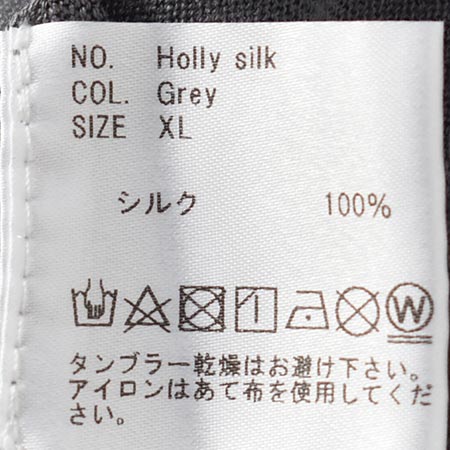 NO. Holly silk
COL. Grey
SIZE XL
シルク 100%
W
タンブラー乾燥はお避け下さい。
アイロンはあて布を使用してくだ
さい。